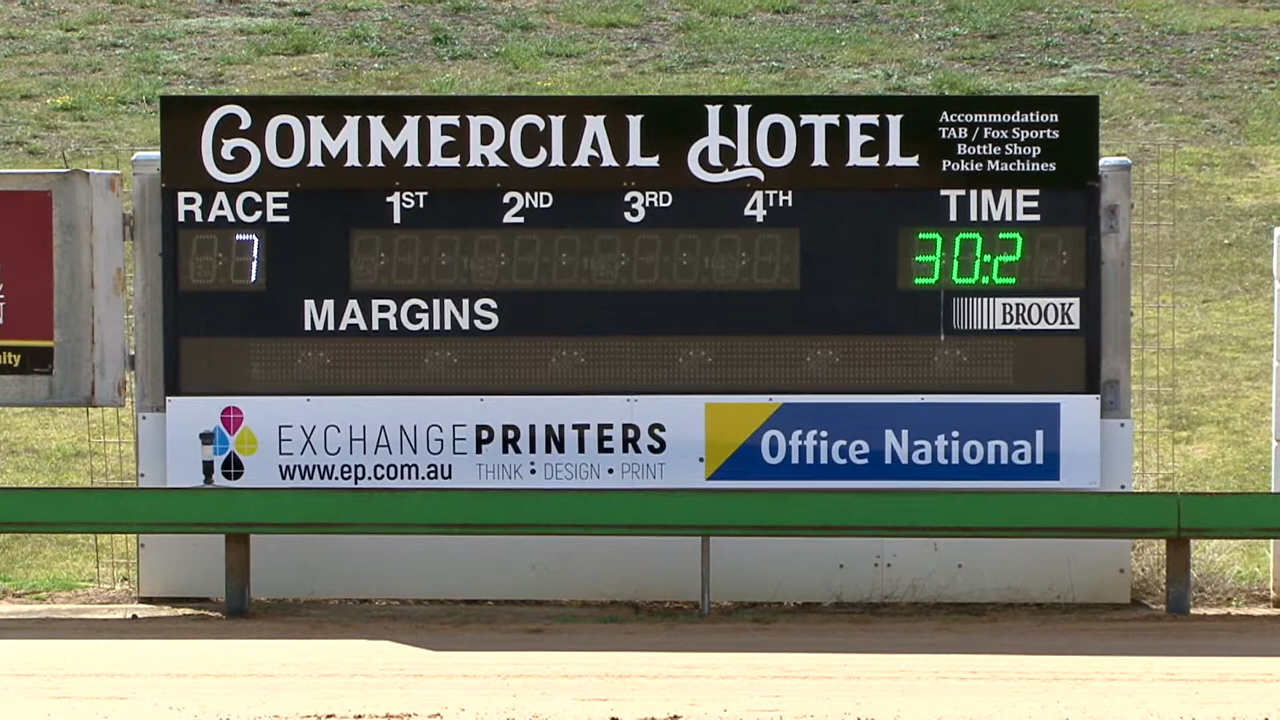 COMMERCIAL HOTEL
Accommodation
TAB / Fox Sports
Bottle Shop
Pokie Machines
RACE 1ST 2ND 3RD 4TH TIME
7 30:2
MARGINS
BROOK
ity
EXCHANGEPRINTERS
www.ep.com.au
THINK : DESIGN • PRINT
Office National